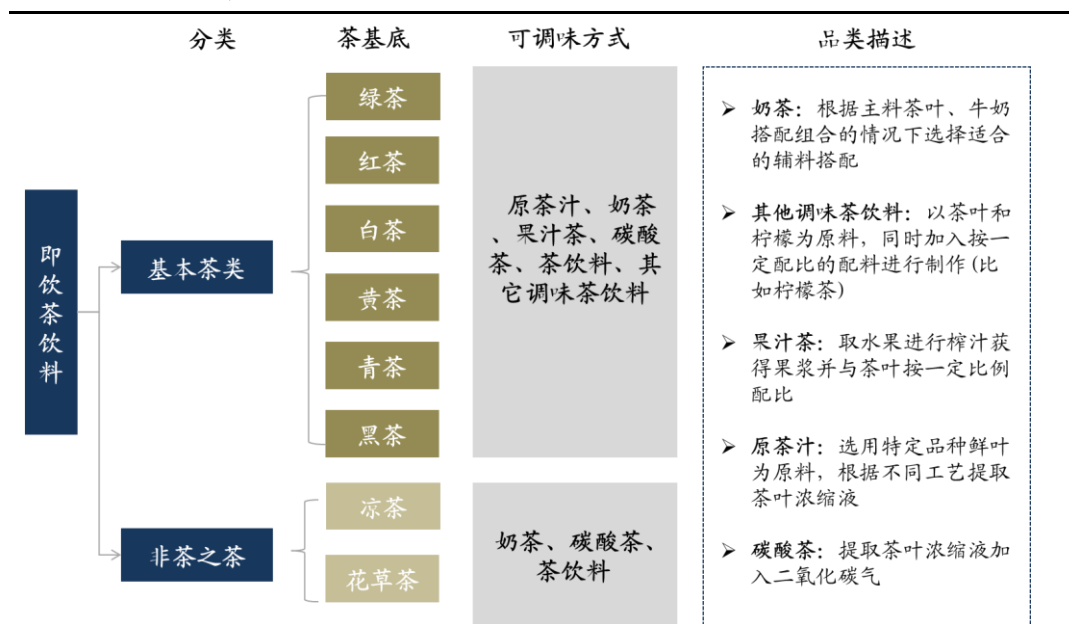 分类
茶基底
可调味方式
品类描述
即饮茶饮料
基本茶类
绿茶
红茶
白茶
黄茶
青茶
黑茶
原茶汁、奶茶
、果汁茶、碳酸
茶、茶饮料、其
它调味茶饮料
非茶之茶
凉茶
花草茶
奶茶、碳酸茶、
茶饮料
➢ 奶茶：根据主料茶叶、牛奶
搭配组合的情况下选择适合
的辅料搭配
➢ 其他调味茶饮料：以茶叶和
柠檬为原料，同时加入按一
定配比的配料进行制作(比
如柠檬茶)
➢ 果汁茶：取水果进行榨汁获
得果浆并与茶叶按一定比例
配比
➢ 原茶汁：选用特定品种鲜叶
为原料，根据不同工艺提取
茶叶浓缩液
➢ 碳酸茶：提取茶叶浓缩液加
入二氧化碳气